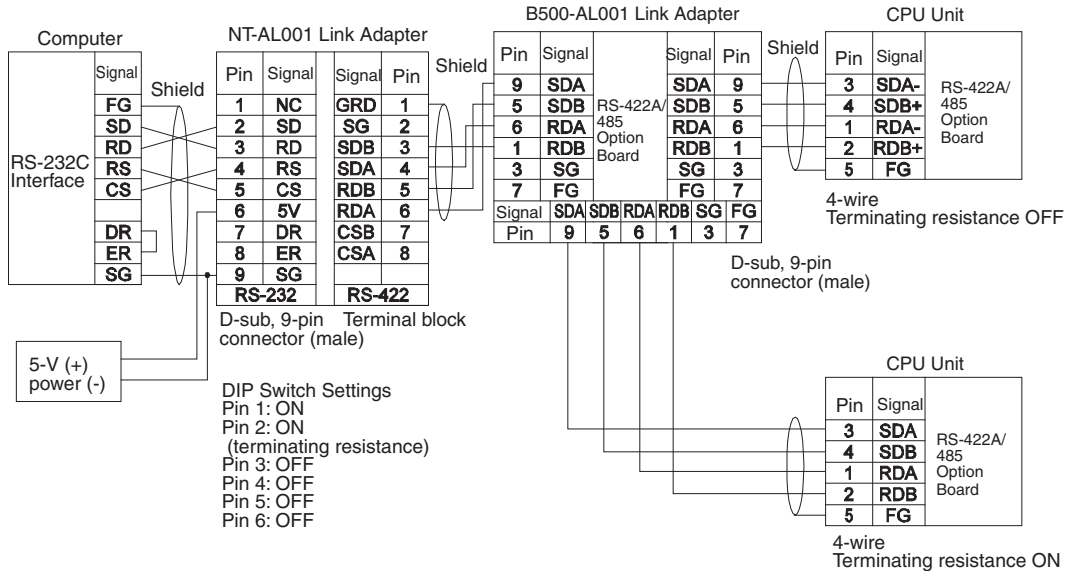 B500-AL001 Link Adapter
CPU Unit
Computer
NT-AL001 Link Adapter
Signal
FG
SD
RD
RS
CS
DR
ER
SG
RS-232C
Interface
Shield
Pin Signal Signal Pin
1 NC GRD 1
2 SD SG 2
3 RD SDB 3
4 RS SDA 4
5 CS RDB 5
6 5V RDA 6
7 DR CSB 7
8 ER CSA 8
9 SG
RS-232 RS-422
D-sub, 9-pin Terminal block
connector (male)
Shield
Pin Signal Signal Pin
9 SDA SDA 9
5 SDB SDB 5
6 RDA RDA 6
1 RDB RDB 1
3 SG SG 3
7 FG FG 7
RS-422A/
485
Option
Board
Signal SDA SDB RDA RDB SG FG
Pin 9 5 6 1 3 7
D-sub, 9-pin
connector (male)
Shield
Pin Signal
3 SDA-
4 SDB+
1 RDA-
2 RDB+
5 FG
RS-422A/
485
Option
Board
4-wire
Terminating resistance OFF
5-V (+)
power (-)
DIP Switch Settings
Pin 1: ON
Pin 2: ON
(terminating resistance)
Pin 3: OFF
Pin 4: OFF
Pin 5: OFF
Pin 6: OFF
CPU Unit
Pin Signal
3 SDA
4 SDB
1 RDA
2 RDB
5 FG
RS-422A/
485
Option
Board
4-wire
Terminating resistance ON